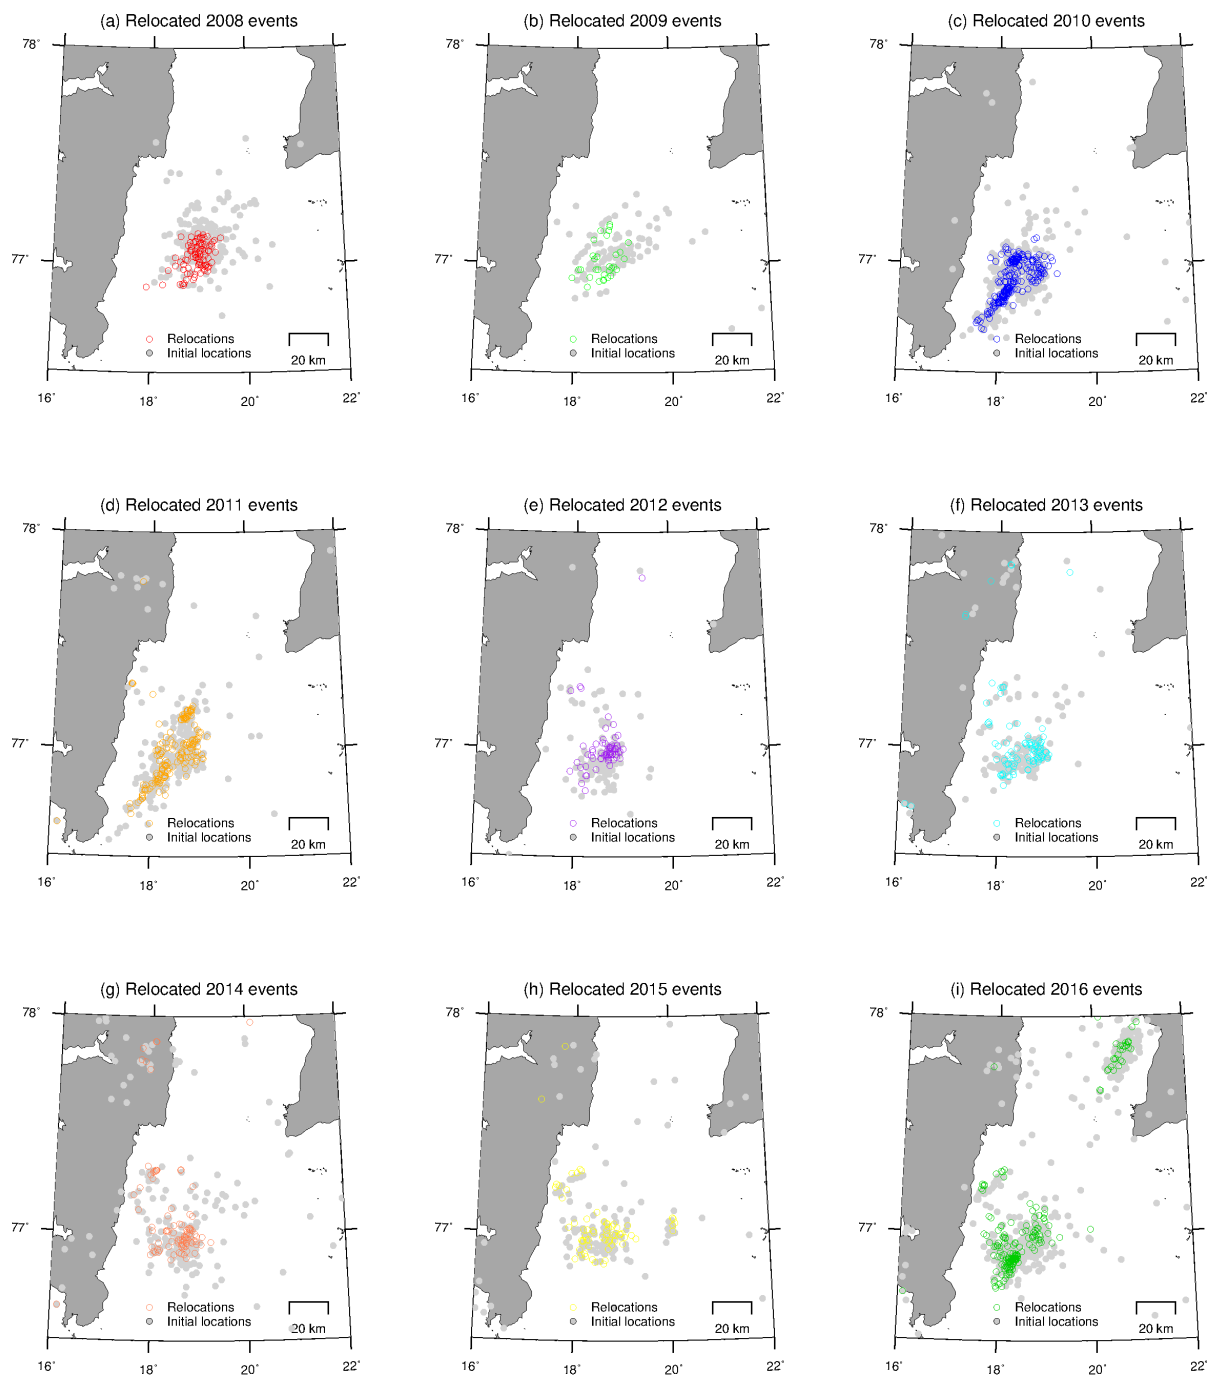 (a) Relocated 2008 events
(b) Relocated 2009 events
(c) Relocated 2010 events
78°
78°
78°
77°
77°
77°
Relocations
Initial locations
20 km
Relocations
Initial locations
20 km
Relocations
Initial locations
20 km
16° 18° 20° 22°
16° 18° 20° 22°
16° 18° 20° 22°
(d) Relocated 2011 events
(e) Relocated 2012 events
(f) Relocated 2013 events
78°
78°
78°
77°
77°
77°
Relocations
Initial locations
20 km
Relocations
Initial locations
20 km
Relocations
Initial locations
20 km
16° 18° 20° 22°
16° 18° 20° 22°
16° 18° 20° 22°
(g) Relocated 2014 events
(h) Relocated 2015 events
(i) Relocated 2016 events
78°
78°
78°
77°
77°
77°
Relocations
Initial locations
20 km
Relocations
Initial locations
20 km
Relocations
Initial locations
20 km
16° 18° 20° 22°
16° 18° 20° 22°
16° 18° 20° 22°